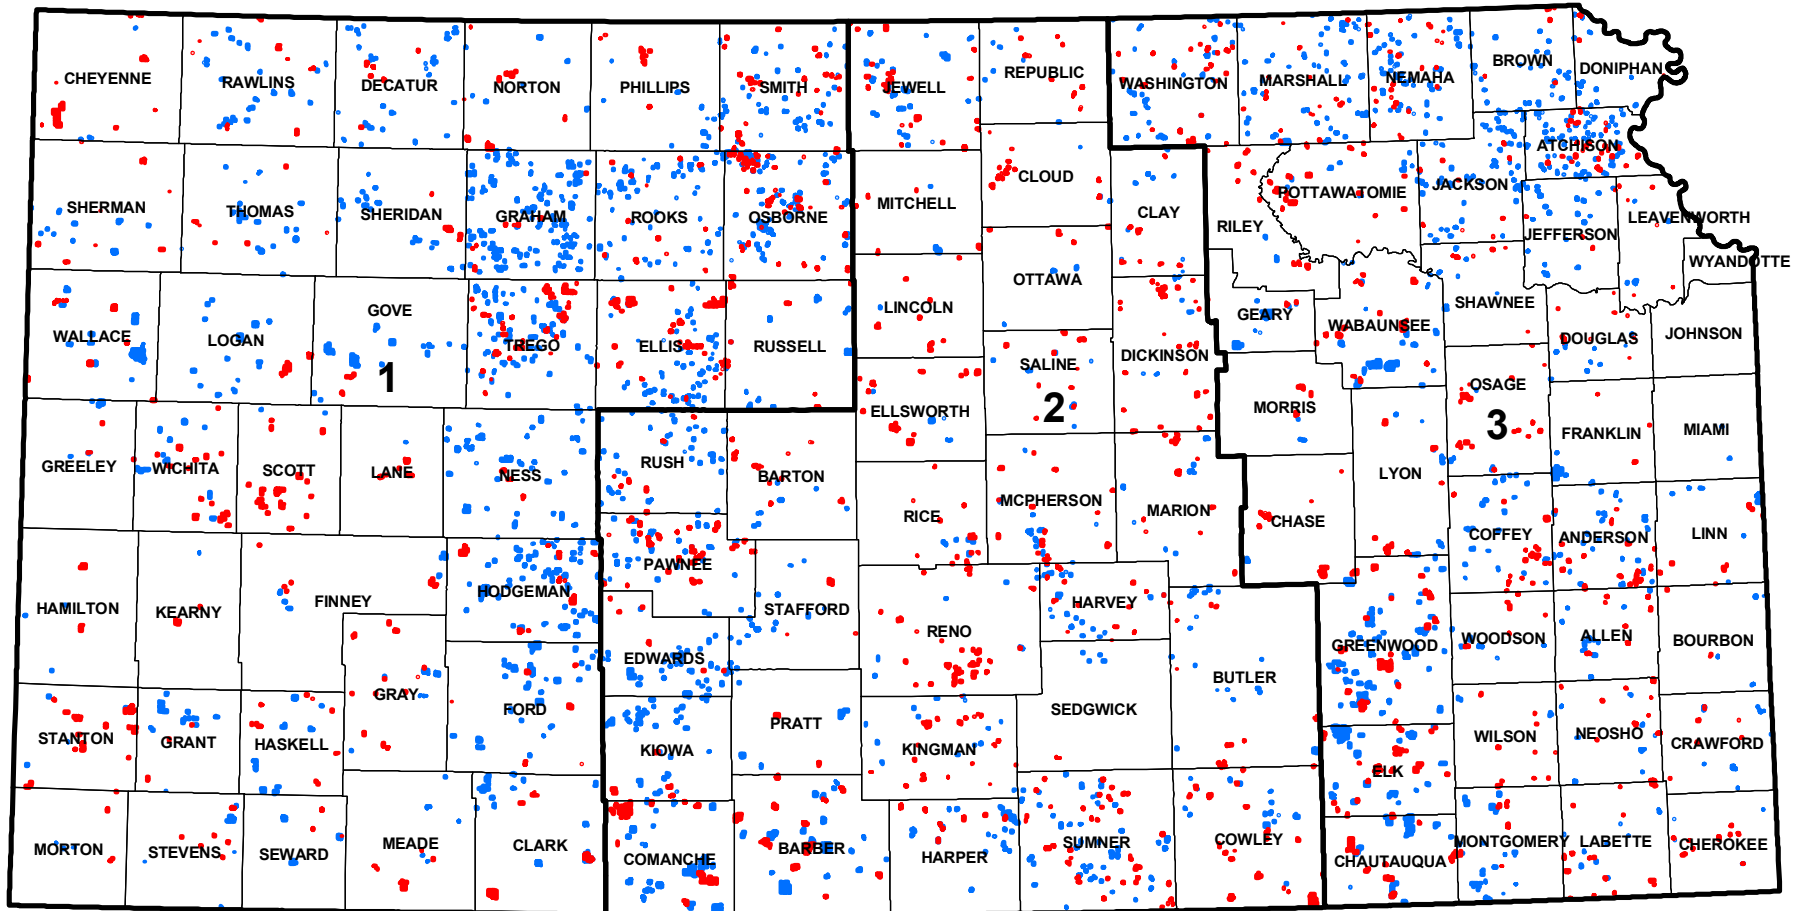 CHEYENNE
RAWLINS
DECATUR
NORTON
PHILLIPS
SMITH
JEWELL
REPUBLIC
WASHINGTON
MARSHALL
NEMAHA
BROWN
DONIPHAN
SHERMAN
THOMAS
SHERIDAN
GRAHAM
ROOKS
OSBORNE
MITCHELL
CLOUD
CLAY
RILEY
POTTAWATOMIE
JACKSON
ATCHISON
JEFFERSON
LEAVENWORTH
WYANDOTTE
WALLACE
LOGAN
GOVE
1
TREGO
ELLIS
RUSSELL
LINCOLN
OTTAWA
SALINE
2
DICKINSON
GEARY
WABAUNSEE
SHAWNEE
DOUGLAS
JOHNSON
GREELEY
WICHITA
SCOTT
LANE
NESS
RUSH
BARTON
ELLSWORTH
RICE
MCPHERSON
MARION
MORRIS
CHASE
LYON
OSAGE
3
FRANKLIN
MIAMI
COFFEY
ANDERSON
LINN
HAMILTON
KEARNY
FINNEY
HODGEMAN
PAWNEE
STAFFORD
EDWARDS
RENO
HARVEY
BUTLER
GREENWOOD
WOODSON
ALLEN
BOURBON
STANTON
GRANT
HASKELL
GRAY
FORD
KIOWA
PRATT
KINGMAN
SEDGWICK
ELK
WILSON
NEOSHO
CRAWFORD
MORTON
STEVENS
SEWARD
MEADE
CLARK
COMANCHE
BARBER
HARPER
SUMNER
COWLEY
CHAUTAUQUA
MONTGOMERY
LABETTE
CHEROKEE